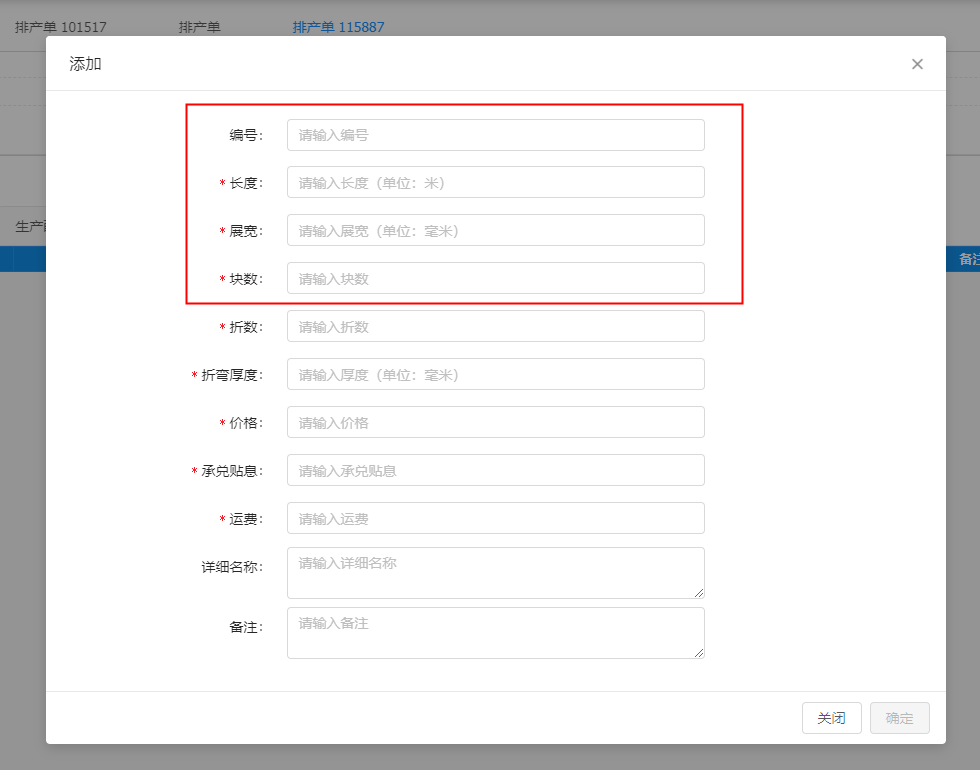 排产单 101517 排产单 排产单 115887
添加
编号: 请输入编号
* 长度: 请输入长度（单位：米）
* 展宽: 请输入展宽（单位：毫米）
* 块数: 请输入块数
* 折数: 请输入折数
* 折弯厚度: 请输入厚度（单位：毫米）
* 价格: 请输入价格
* 承兑贴息: 请输入承兑贴息
* 运费: 请输入运费
详细名称: 请输入详细名称
备注: 请输入备注
生产
备注
关闭 确定